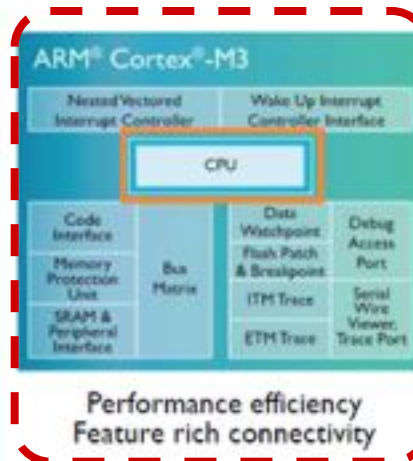 ARM® Cortex®-M3
Nested Vectored
Interrupt Controller
Wake Up Interrupt
Controller Interface
CPU
Code
Interface
Memory
Protection
Unit
SRAM &
Peripheral
Interface
Bus
Matrix
Data
Watchpoint
Flash Patch
& Breakpoint
ITM Trace
ETM Trace
Debug
Access
Port
Serial
Wire
Viewer,
Trace Port
Performance efficiency
Feature rich connectivity